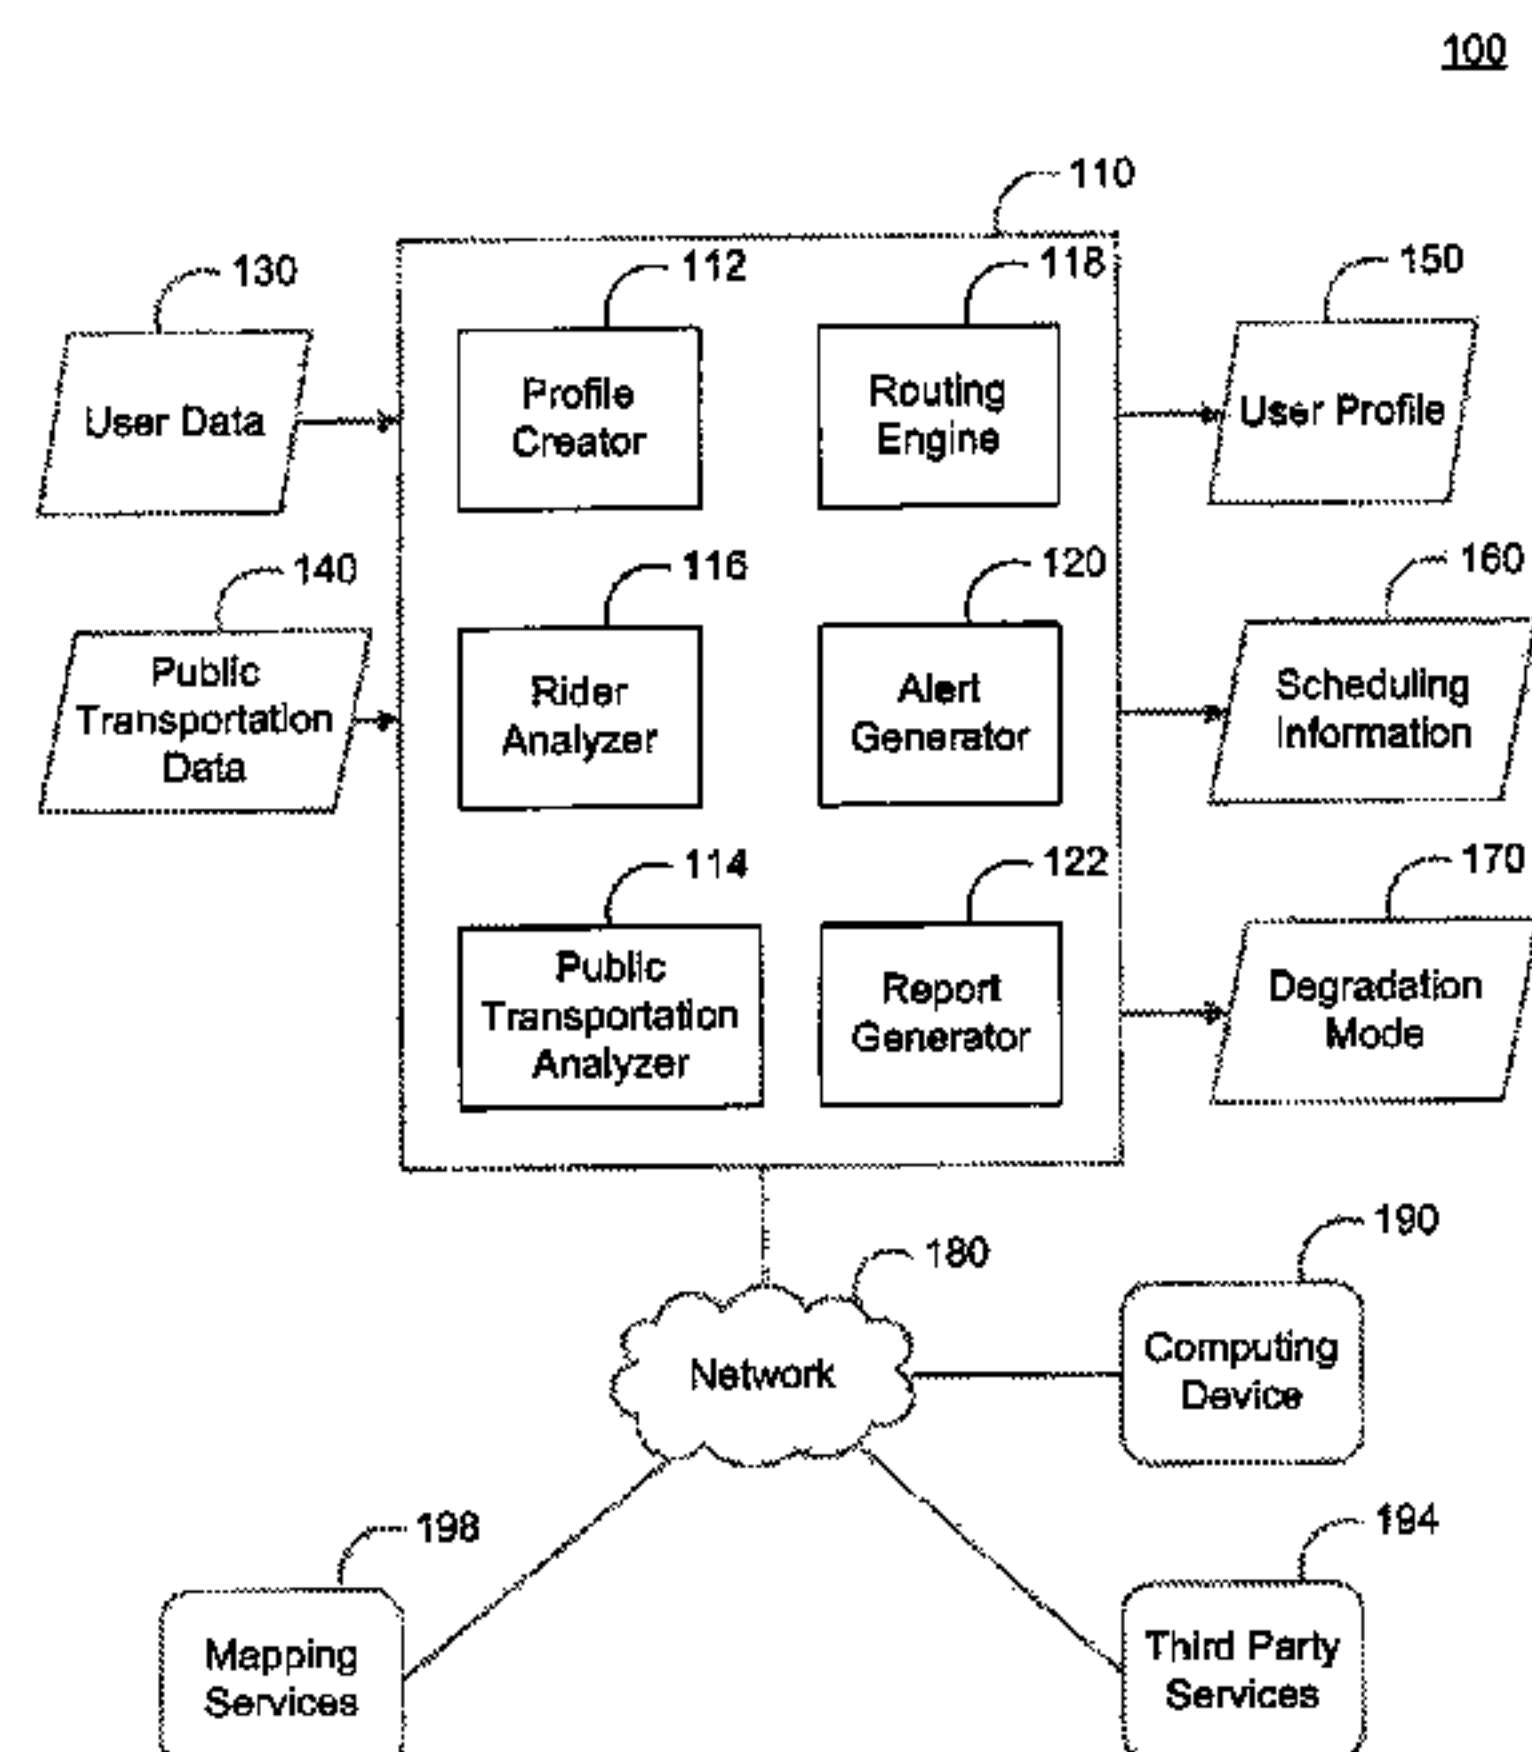 100
110
130
112
118
150
User Data
Profile
Creator
Routing
Engine
User Profile
140
116
120
160
Public
Transportation
Data
Rider
Analyzer
Alert
Generator
Scheduling
Information
114
122
170
Public
Transportation
Analyzer
Report
Generator
Degradation
Mode
180
190
Network
Computing
Device
198
194
Mapping
Services
Third Party
Services